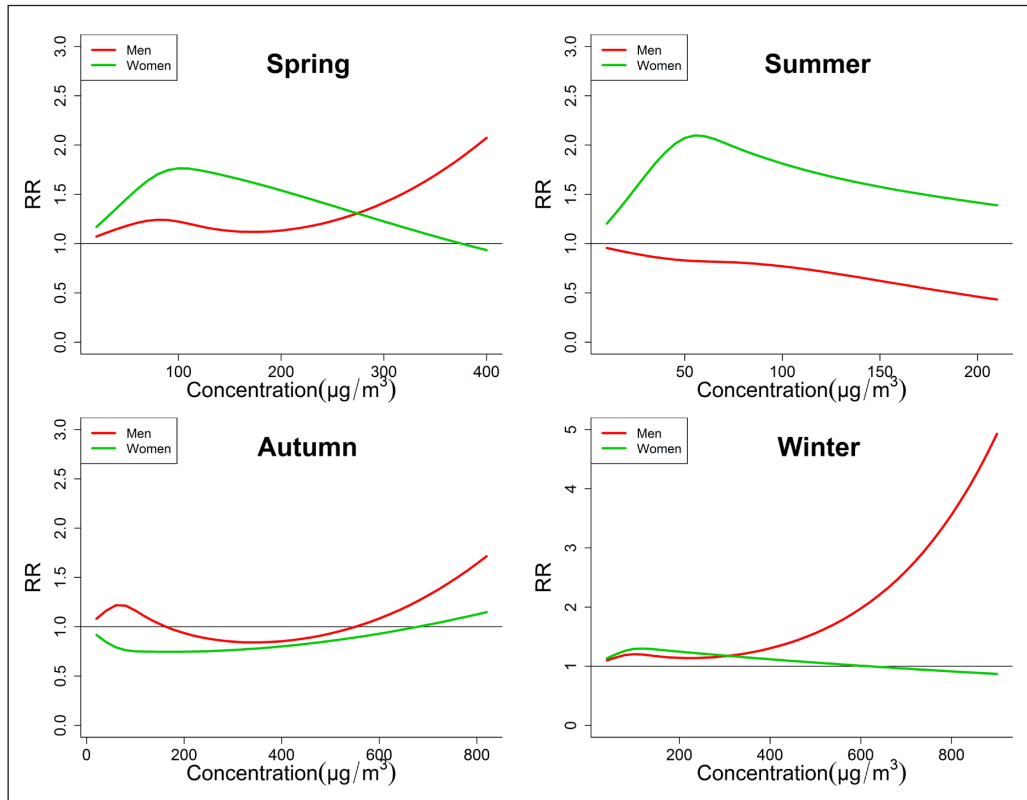 Spring
Men
Women
RR
3.0
2.5
2.0
1.5
1.0
0.5
0.0
100 200 300 400
Concentration(µg/m³)
Summer
Men
Women
RR
3.0
2.5
2.0
1.5
1.0
0.5
0.0
50 100 150 200
Concentration(µg/m³)
Autumn
Men
Women
RR
3.0
2.5
2.0
1.5
1.0
0.5
0.0
0 200 400 600 800
Concentration(µg/m³)
Winter
Men
Women
RR
5
4
3
2
1
0
200 400 600 800
Concentration(µg/m³)